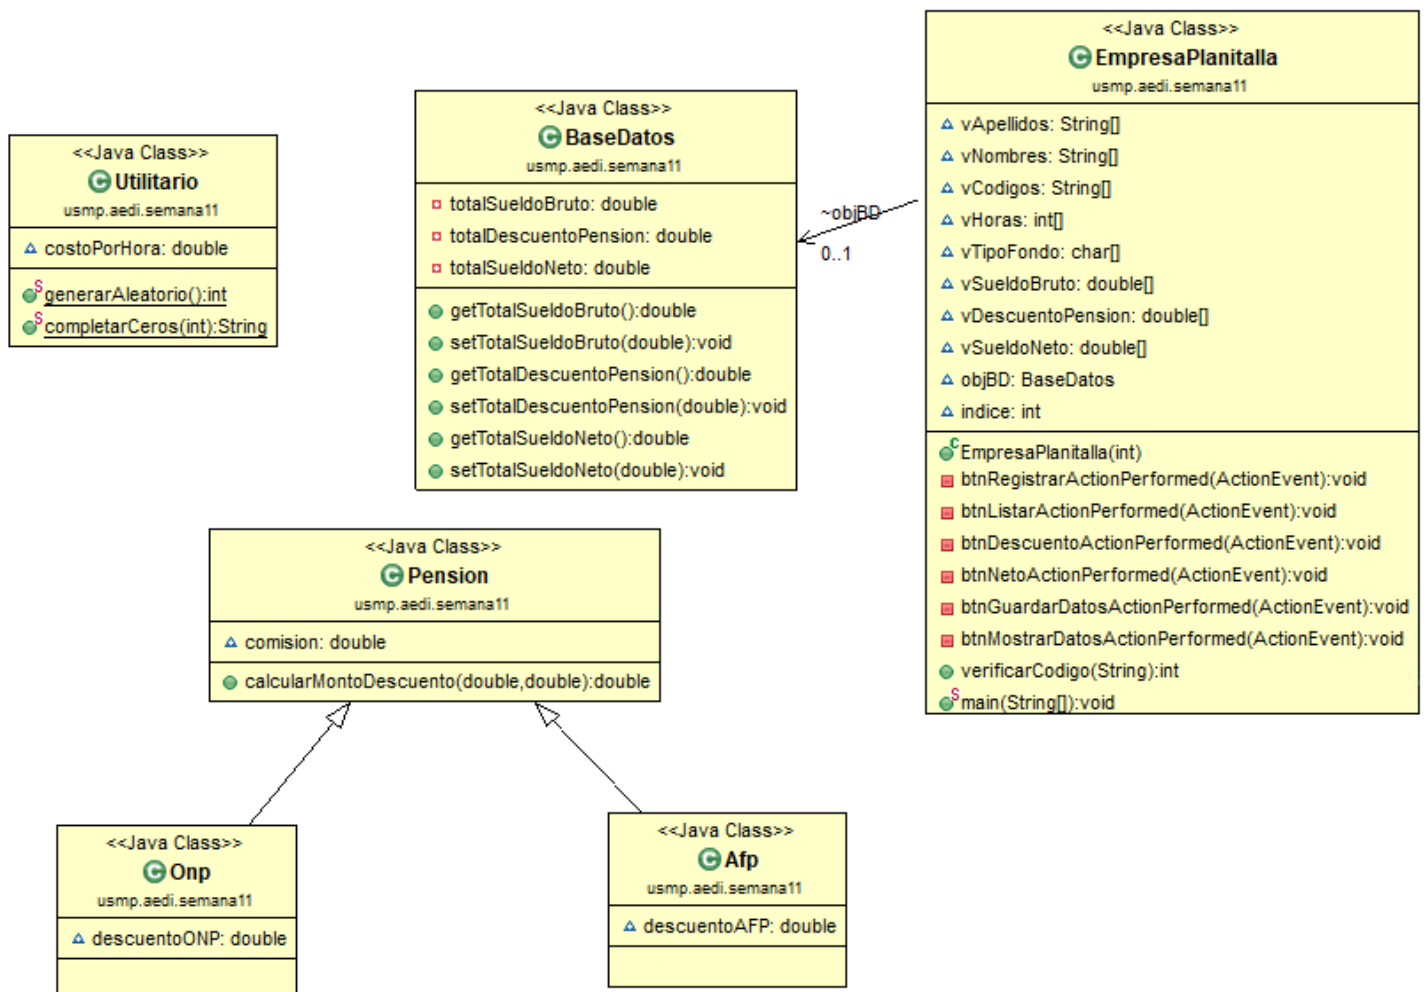 <<Java Class>>
Utilitario
usmp.aedi.semana11
costoPorHora: double
generarAleatorio():int
completarCeros(int):String
<<Java Class>>
BaseDatos
usmp.aedi.semana11
totalSueldoBruto: double
totalDescuentoPension: double
totalSueldoNeto: double
getTotalSueldoBruto():double
setTotalSueldoBruto(double):void
getTotalDescuentoPension():double
setTotalDescuentoPension(double):void
getTotalSueldoNeto():double
setTotalSueldoNeto(double):void
~objBD
0..1
<<Java Class>>
EmpresaPlanitalla
usmp.aedi.semana11
vApellidos: String[]
vNombres: String[]
vCodigos: String[]
vHoras: int[]
vTipoFondo: char[]
vSueldoBruto: double[]
vDescuentoPension: double[]
vSueldoNeto: double[]
objBD: BaseDatos
indice: int
EmpresaPlanitalla(int)
btnRegistrarActionPerformed(ActionEvent):void
btnListarActionPerformed(ActionEvent):void
btnDescuentoActionPerformed(ActionEvent):void
btnNetoActionPerformed(ActionEvent):void
btnGuardarDatosActionPerformed(ActionEvent):void
btnMostrarDatosActionPerformed(ActionEvent):void
verificarCodigo(String):int
main(String[]):void
<<Java Class>>
Pension
usmp.aedi.semana11
comision: double
calcularMontoDescuento(double,double):double
<<Java Class>>
Onp
usmp.aedi.semana11
descuentoONP: double
<<Java Class>>
Afp
usmp.aedi.semana11
descuentoAFP: double